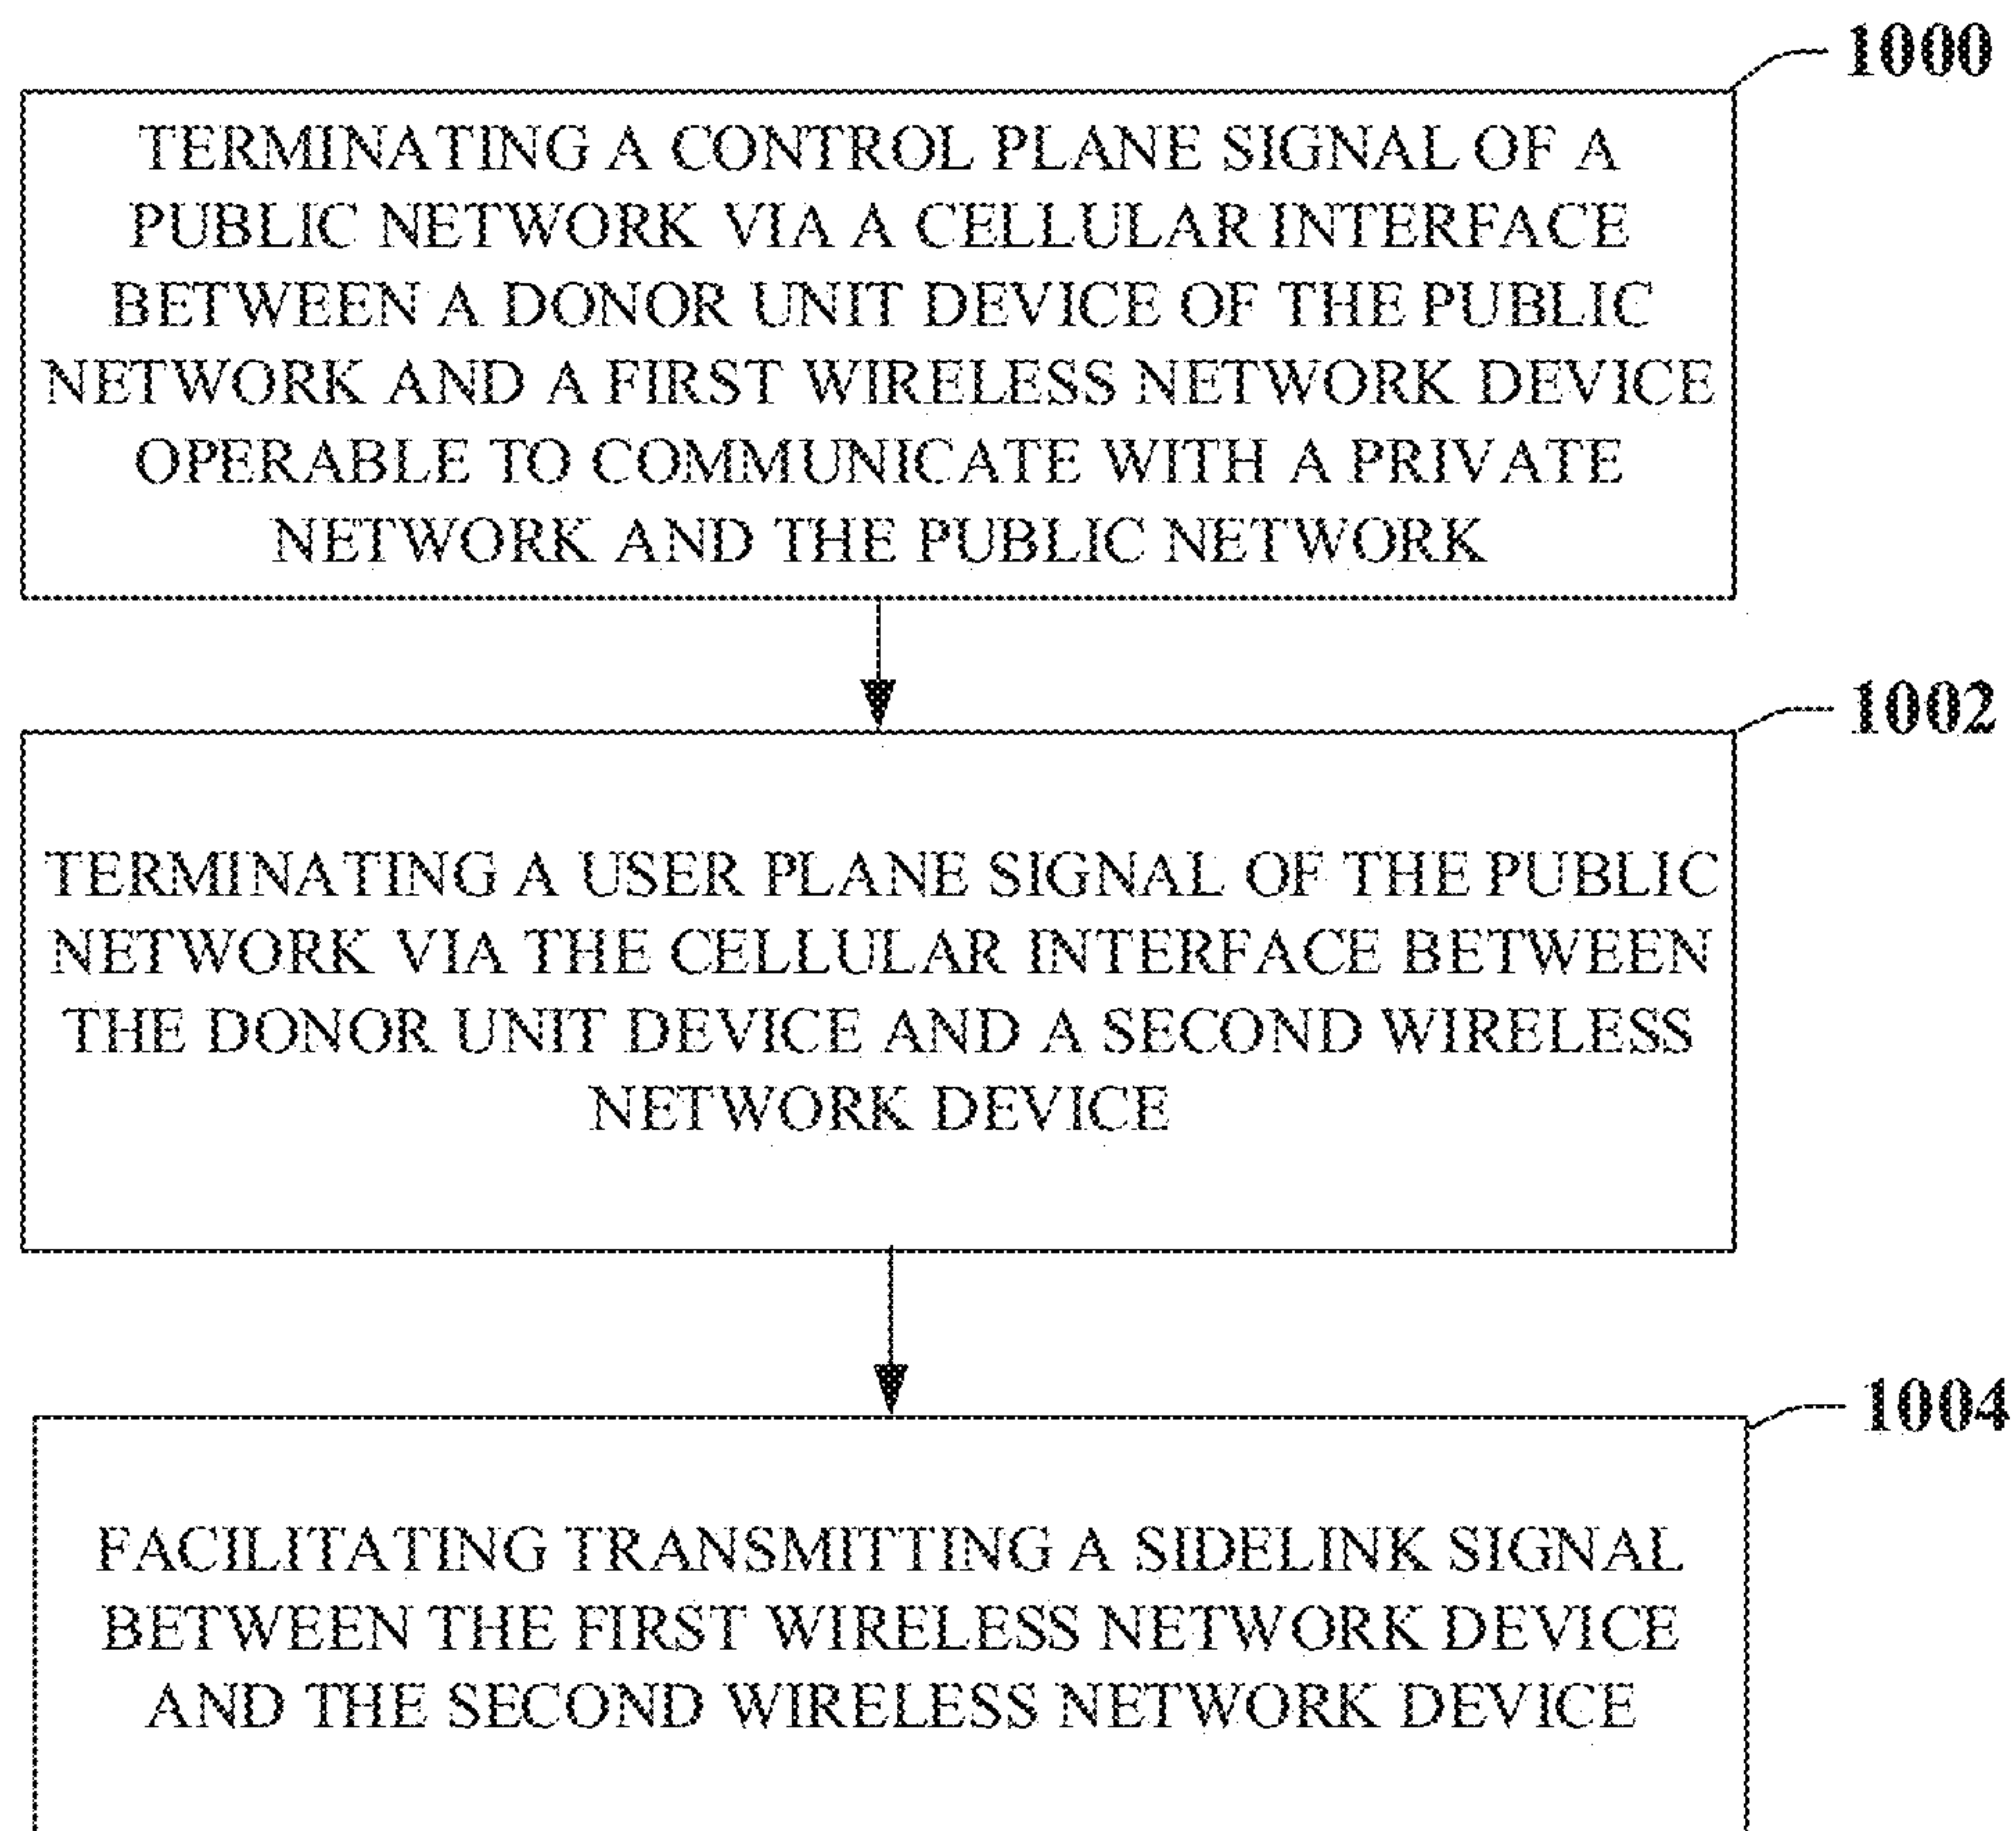 1000
TERMINATING A CONTROL PLANE SIGNAL OF A
PUBLIC NETWORK VIA A CELLULAR INTERFACE
BETWEEN A DONOR UNIT DEVICE OF THE PUBLIC
NETWORK AND A FIRST WIRELESS NETWORK DEVICE
OPERABLE TO COMMUNICATE WITH A PRIVATE
NETWORK AND THE PUBLIC NETWORK
1002
TERMINATING A USER PLANE SIGNAL OF THE PUBLIC
NETWORK VIA THE CELLULAR INTERFACE BETWEEN
THE DONOR UNIT DEVICE AND A SECOND WIRELESS
NETWORK DEVICE
1004
FACILITATING TRANSMITTING A SIDELINK SIGNAL
BETWEEN THE FIRST WIRELESS NETWORK DEVICE
AND THE SECOND WIRELESS NETWORK DEVICE